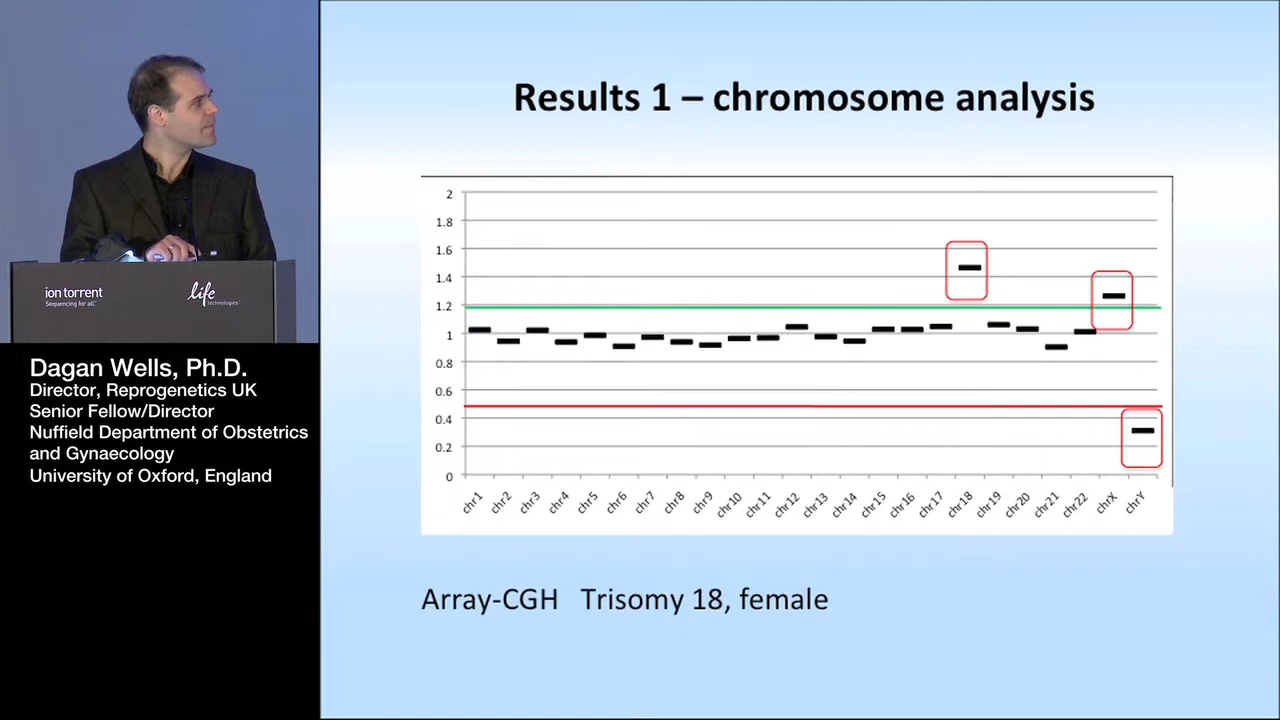 Results 1 – chromosome analysis
2
1.8
1.6
1.4
1.2
1
0.8
0.6
0.4
0.2
0
chr1 chr2 chr3 chr4 chr5 chr6 chr7 chr8 chr9 chr10 chr11 chr12 chr13 chr14 chr15 chr16 chr17 chr18 chr19 chr20 chr21 chr22 chrX chrY
Array-CGH Trisomy 18, female
ion torrent
Sequencing for all.
life
technologies
Dagan Wells, Ph.D.
Director, Reprogenetics UK
Senior Fellow/Director
Nuffield Department of Obstetrics
and Gynaecology
University of Oxford, England